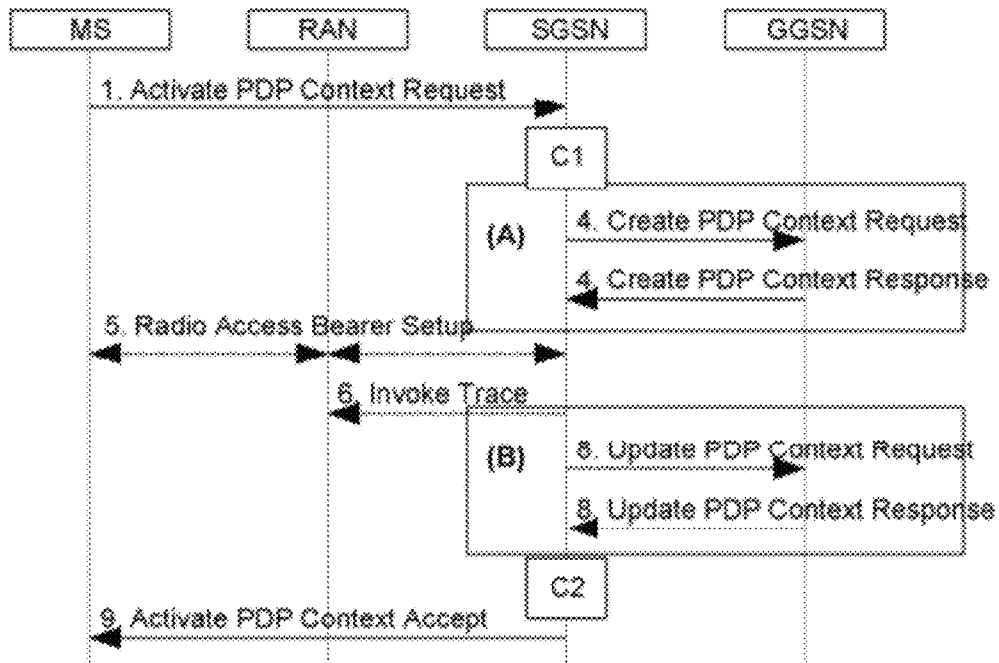 MS RAN SGSN GGSN
1. Activate PDP Context Request
C1
(A)
4. Create PDP Context Request
4. Create PDP Context Response
5. Radio Access Bearer Setup
6. Invoke Trace
(B)
8. Update PDP Context Request
8. Update PDP Context Response
C2
9. Activate PDP Context Accept